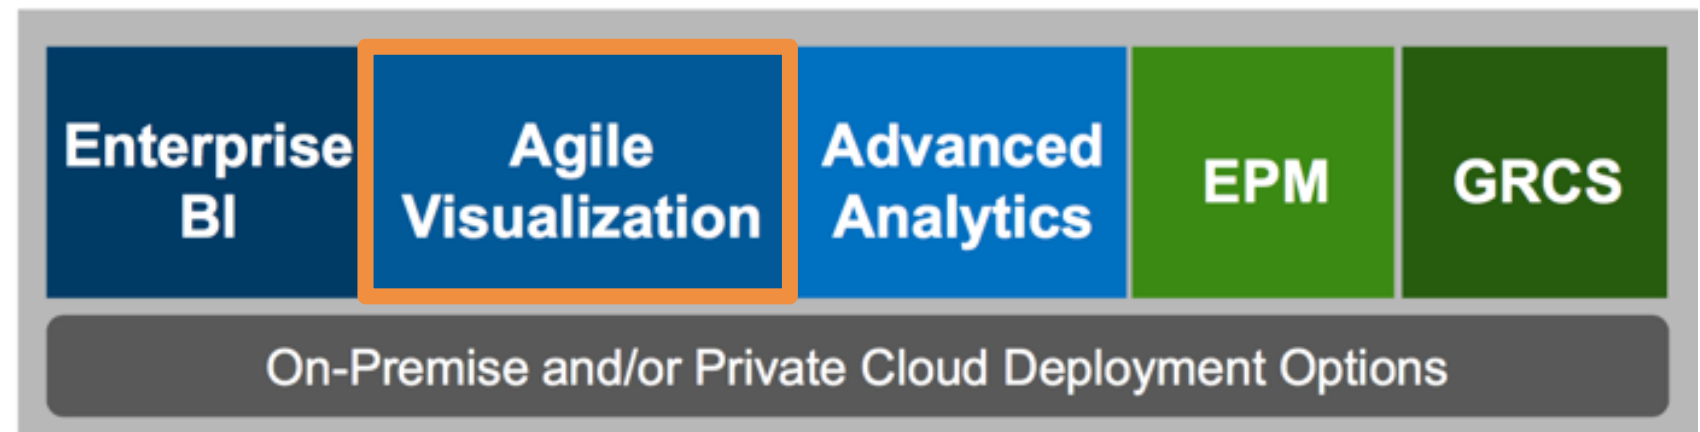 Enterprise
BI
Agile
Visualization
Advanced
Analytics
EPM
GRCS
On-Premise and/or Private Cloud Deployment Options